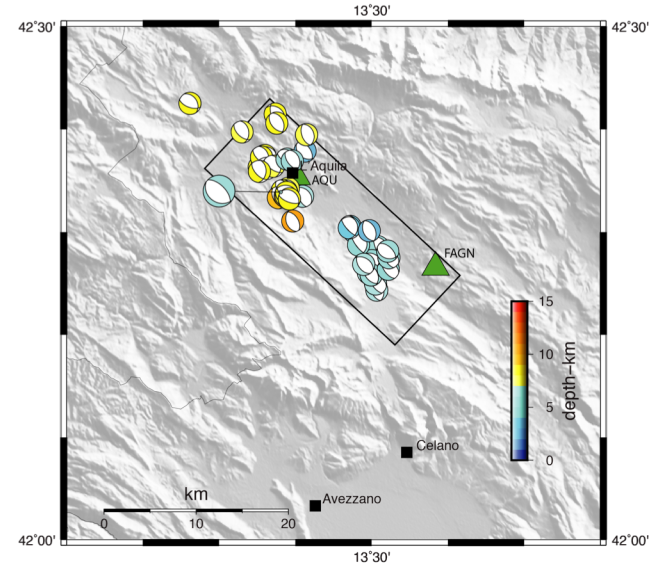 13˚30'
42˚30' 42˚30'
L'Aquila
AQU
FAGN
15
10
5
0
depth−km
Celano
km
0 10 20
Avezzano
42˚00' 42˚00'
13˚30'